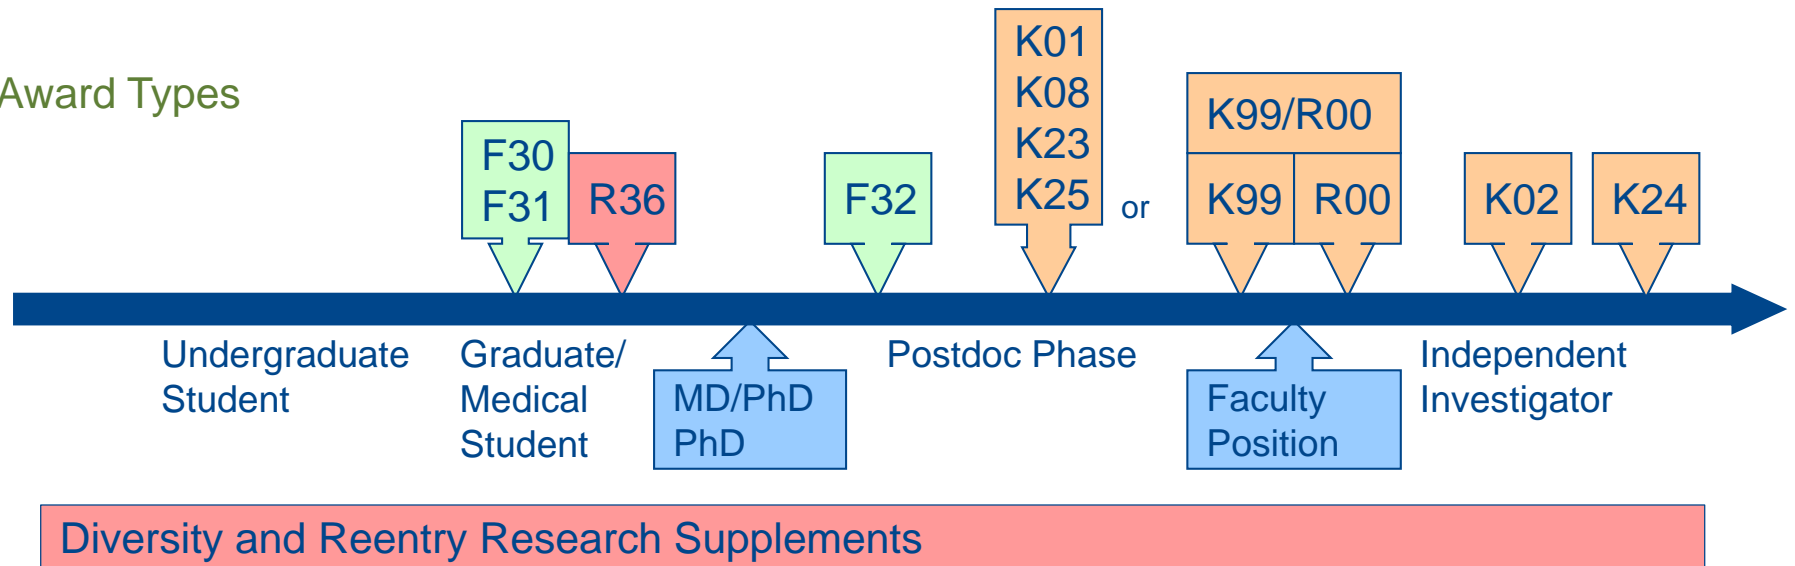 Award Types
F30
F31
R36
F32
K01
K08
K23
K25
or
K99/R00
K99
R00
K02
K24
Undergraduate
Student
Graduate/
Medical
Student
MD/PhD
PhD
Postdoc Phase
Faculty
Position
Independent
Investigator
Diversity and Reentry Research Supplements